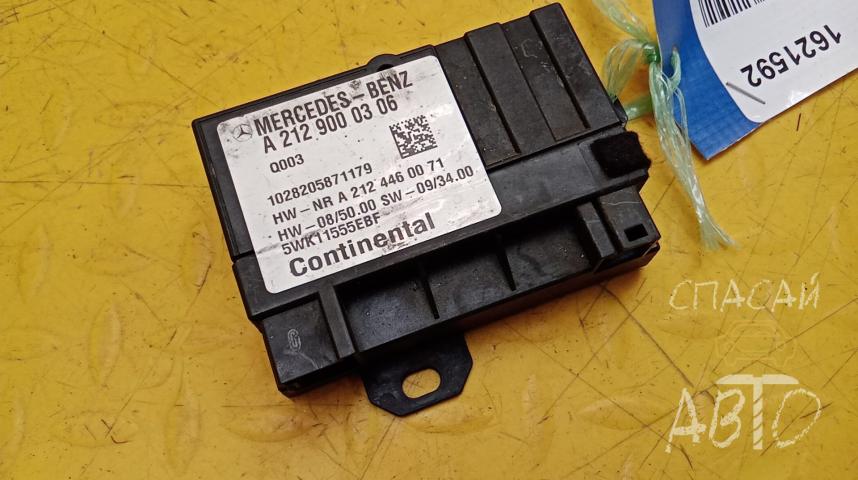 MERCEDES-BENZ
A 212 900 03 06
Q003
1028205871179
HW-NR A 212 446 00 71
HW-08/50.00 SW-09/34.00
5WK11555EBF
Continental
1621592
СПАСАЙ
АВТО